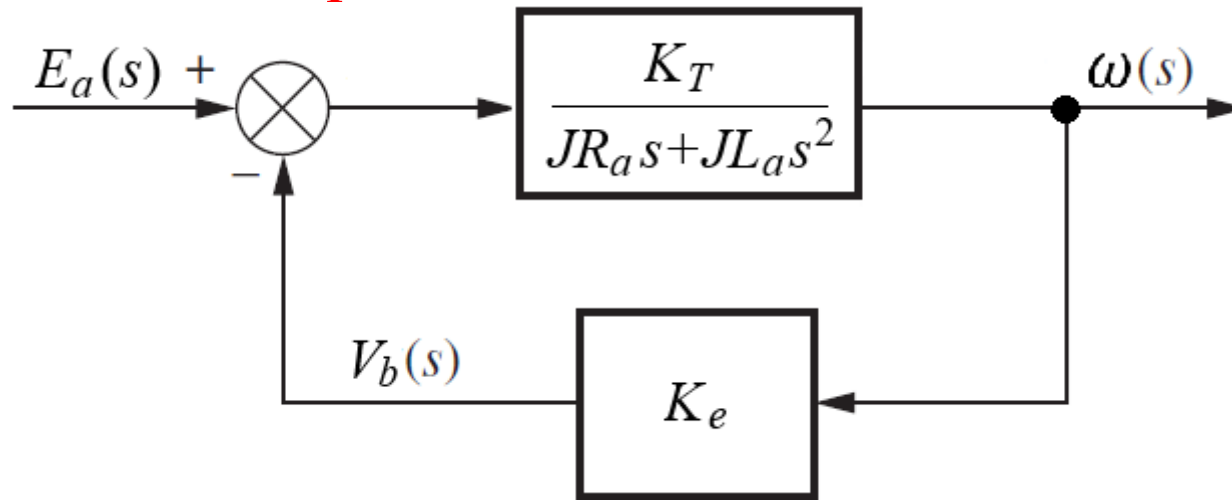 E_a(s) +
K_T
JR_a s+JL_a s^2
ω(s)
−
V_b(s)
K_e